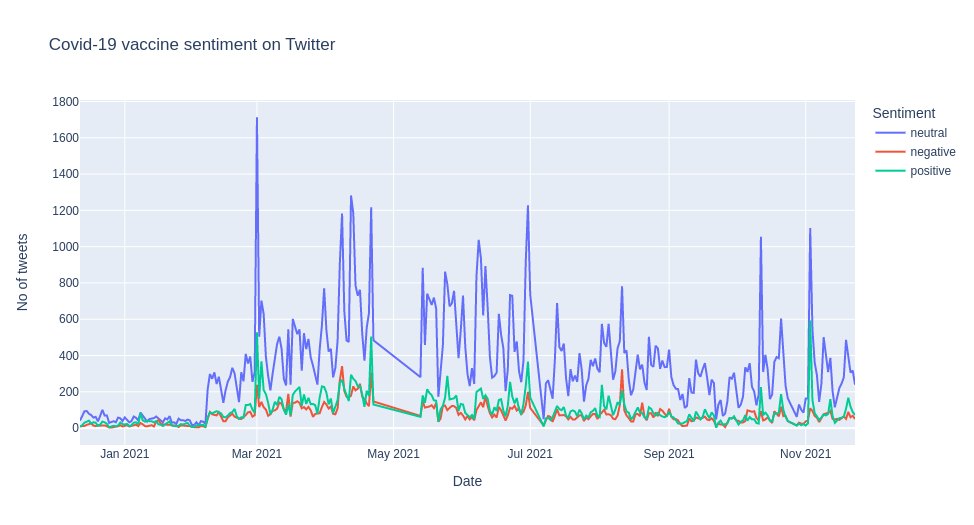 Covid-19 vaccine sentiment on Twitter
1800
1600
1400
1200
1000
800
600
400
200
0
No of tweets
Jan 2021
Mar 2021
May 2021
Jul 2021
Sep 2021
Nov 2021
Date
Sentiment
neutral
negative
positive